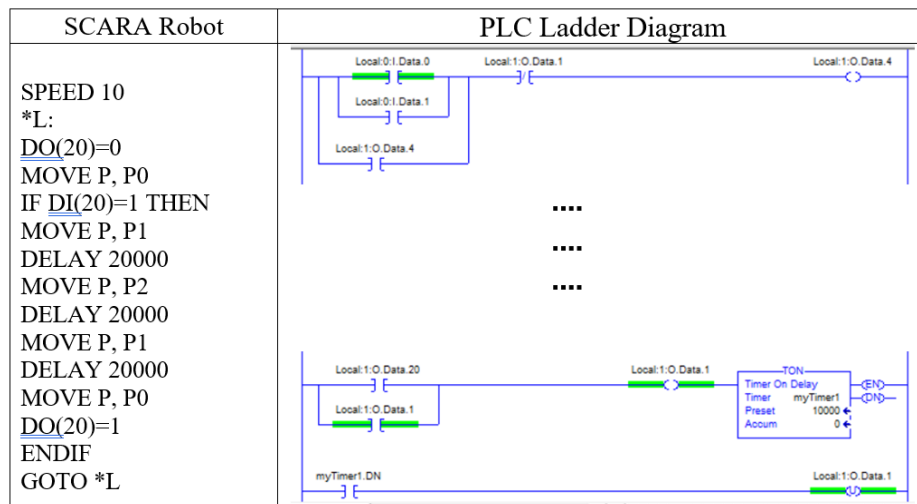 SCARA Robot
PLC Ladder Diagram
SPEED 10
*L:
DO(20)=0
MOVE P, P0
IF DI(20)=1 THEN
MOVE P, P1
DELAY 20000
MOVE P, P2
DELAY 20000
MOVE P, P1
DELAY 20000
MOVE P, P0
DO(20)=1
ENDIF
GOTO *L
Local:0:I.Data.0
Local:1:O.Data.1
Local:1:O.Data.4
Local:0:I.Data.1
Local:1:O.Data.4
....
....
....
Local:1:O.Data.20
Local:1:O.Data.1
Local:1:O.Data.1
TON
Timer On Delay
Timer myTimer1
Preset 10000
Accum 0
EN
DN
myTimer1.DN
Local:1:O.Data.1
U